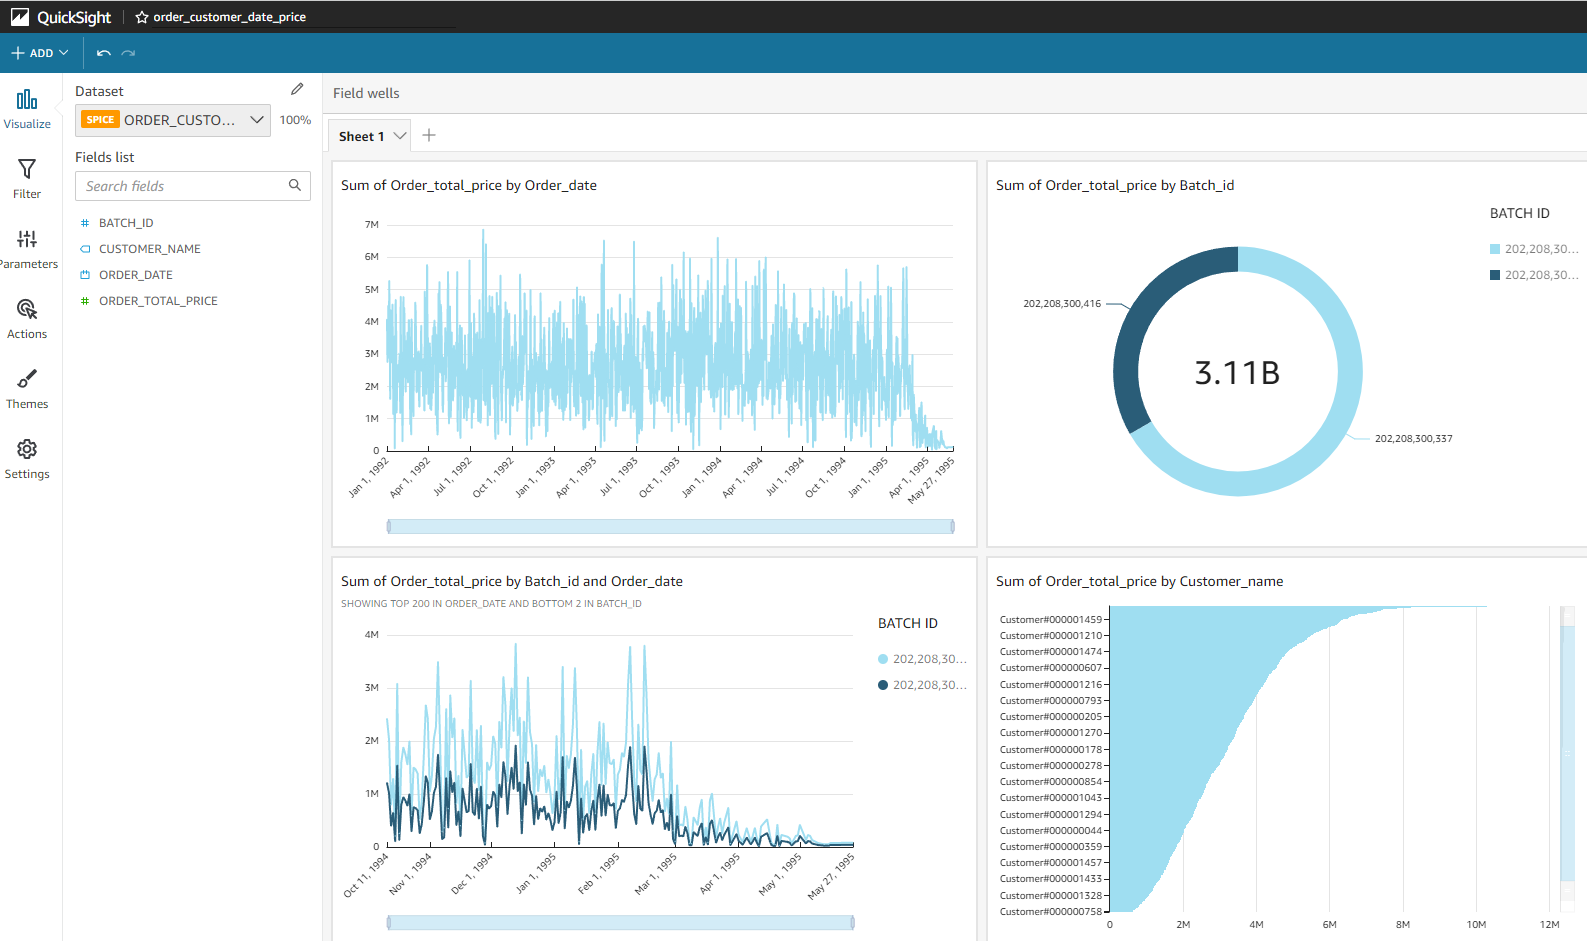 QuickSight
order_customer_date_price
ADD
Visualize
Filter
Parameters
Actions
Themes
Settings
Dataset
SPICE ORDER_CUSTO... 100%
Fields list
Search fields
BATCH_ID
CUSTOMER_NAME
ORDER_DATE
ORDER_TOTAL_PRICE
Field wells
Sheet 1
Sum of Order_total_price by Order_date
7M
6M
5M
4M
3M
2M
1M
0
Jan 1, 1992
Apr 1, 1992
Jul 1, 1992
Oct 1, 1992
Jan 1, 1993
Apr 1, 1993
Jul 1, 1993
Oct 1, 1993
Jan 1, 1994
Apr 1, 1994
Jul 1, 1994
Oct 1, 1994
Jan 1, 1995
Apr 1, 1995
May 27, 1995
Sum of Order_total_price by Batch_id
BATCH ID
202,208,30...
202,208,30...
202,208,300,416
3.11B
202,208,300,337
Sum of Order_total_price by Batch_id and Order_date
SHOWING TOP 200 IN ORDER_DATE AND BOTTOM 2 IN BATCH_ID
BATCH ID
202,208,30...
202,208,30...
4M
3M
2M
1M
0
Oct 11, 1994
Nov 1, 1994
Dec 1, 1994
Jan 1, 1995
Feb 1, 1995
Mar 1, 1995
Apr 1, 1995
May 1, 1995
May 27, 1995
Sum of Order_total_price by Customer_name
Customer#000001459
Customer#000001210
Customer#000001474
Customer#000000607
Customer#000001216
Customer#000000793
Customer#000000205
Customer#000001270
Customer#000000178
Customer#000000278
Customer#000000854
Customer#000001043
Customer#000001294
Customer#000000044
Customer#000000359
Customer#000001457
Customer#000001433
Customer#000001328
Customer#000000758
0
2M
4M
6M
8M
10M
12M